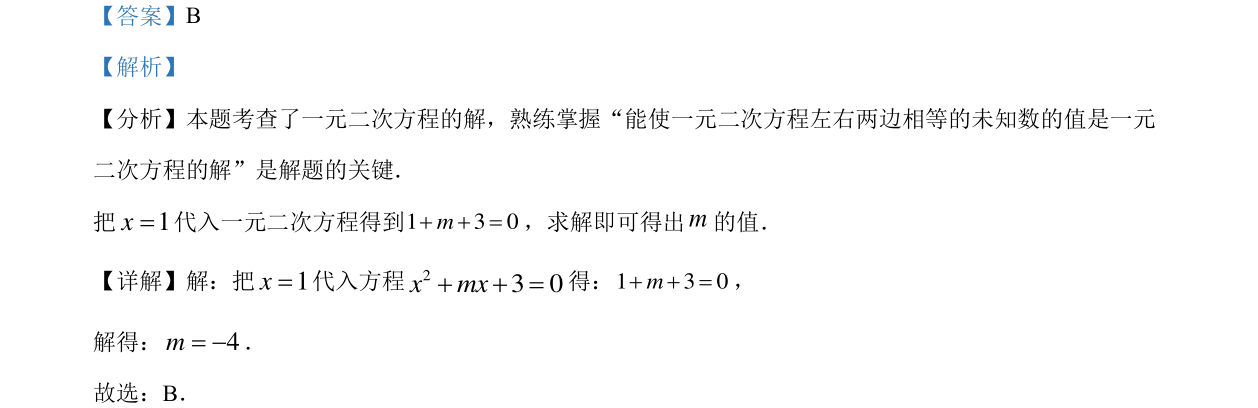 【答案】B
【解析】
【分析】本题考查了一元二次方程的解，熟练掌握“能使一元二次方程左右两边相等的未知数的值是一元
二次方程的解”是解题的关键．
把 x=1代入一元二次方程得到1+m+3=0，求解即可得出 m 的值．
【详解】解：把 x=1代入方程 x²+mx+3=0 得：1+m+3=0，
解得：m=−4．
故选：B．